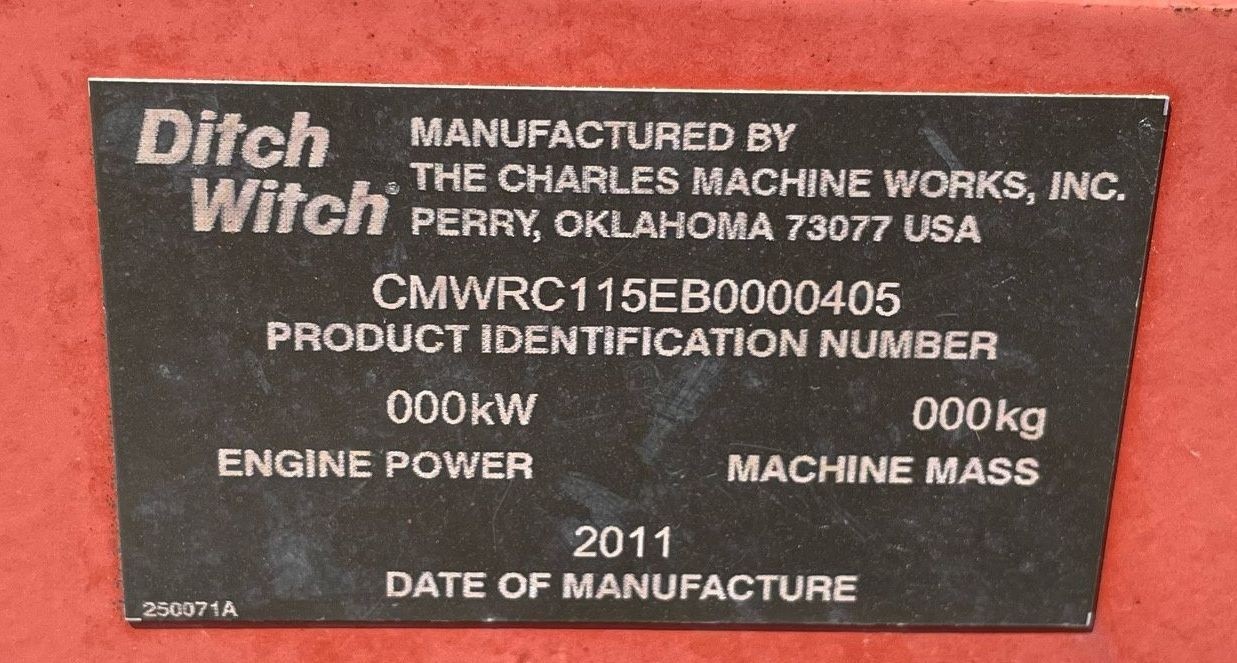 Ditch
Witch®
MANUFACTURED BY
THE CHARLES MACHINE WORKS, INC.
PERRY, OKLAHOMA 73077 USA
CMWRC115EB0000405
PRODUCT IDENTIFICATION NUMBER
000kW
ENGINE POWER
000kg
MACHINE MASS
2011
DATE OF MANUFACTURE
250071A